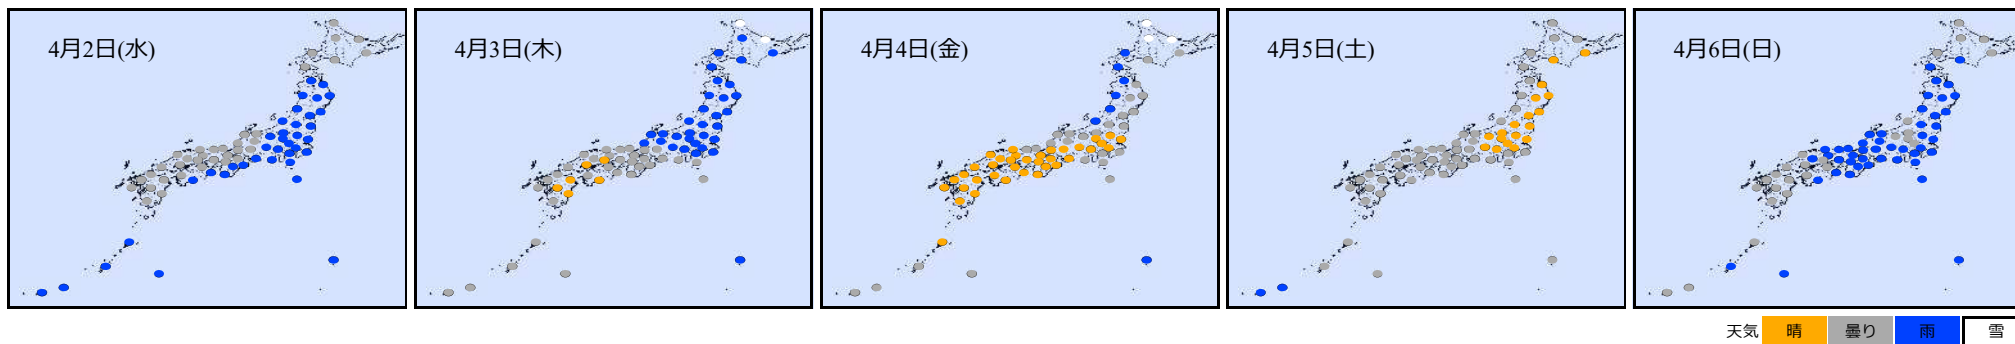 4月2日(水)
4月3日(木)
4月4日(金)
4月5日(土)
4月6日(日)
天気 晴 曇り 雨 雪